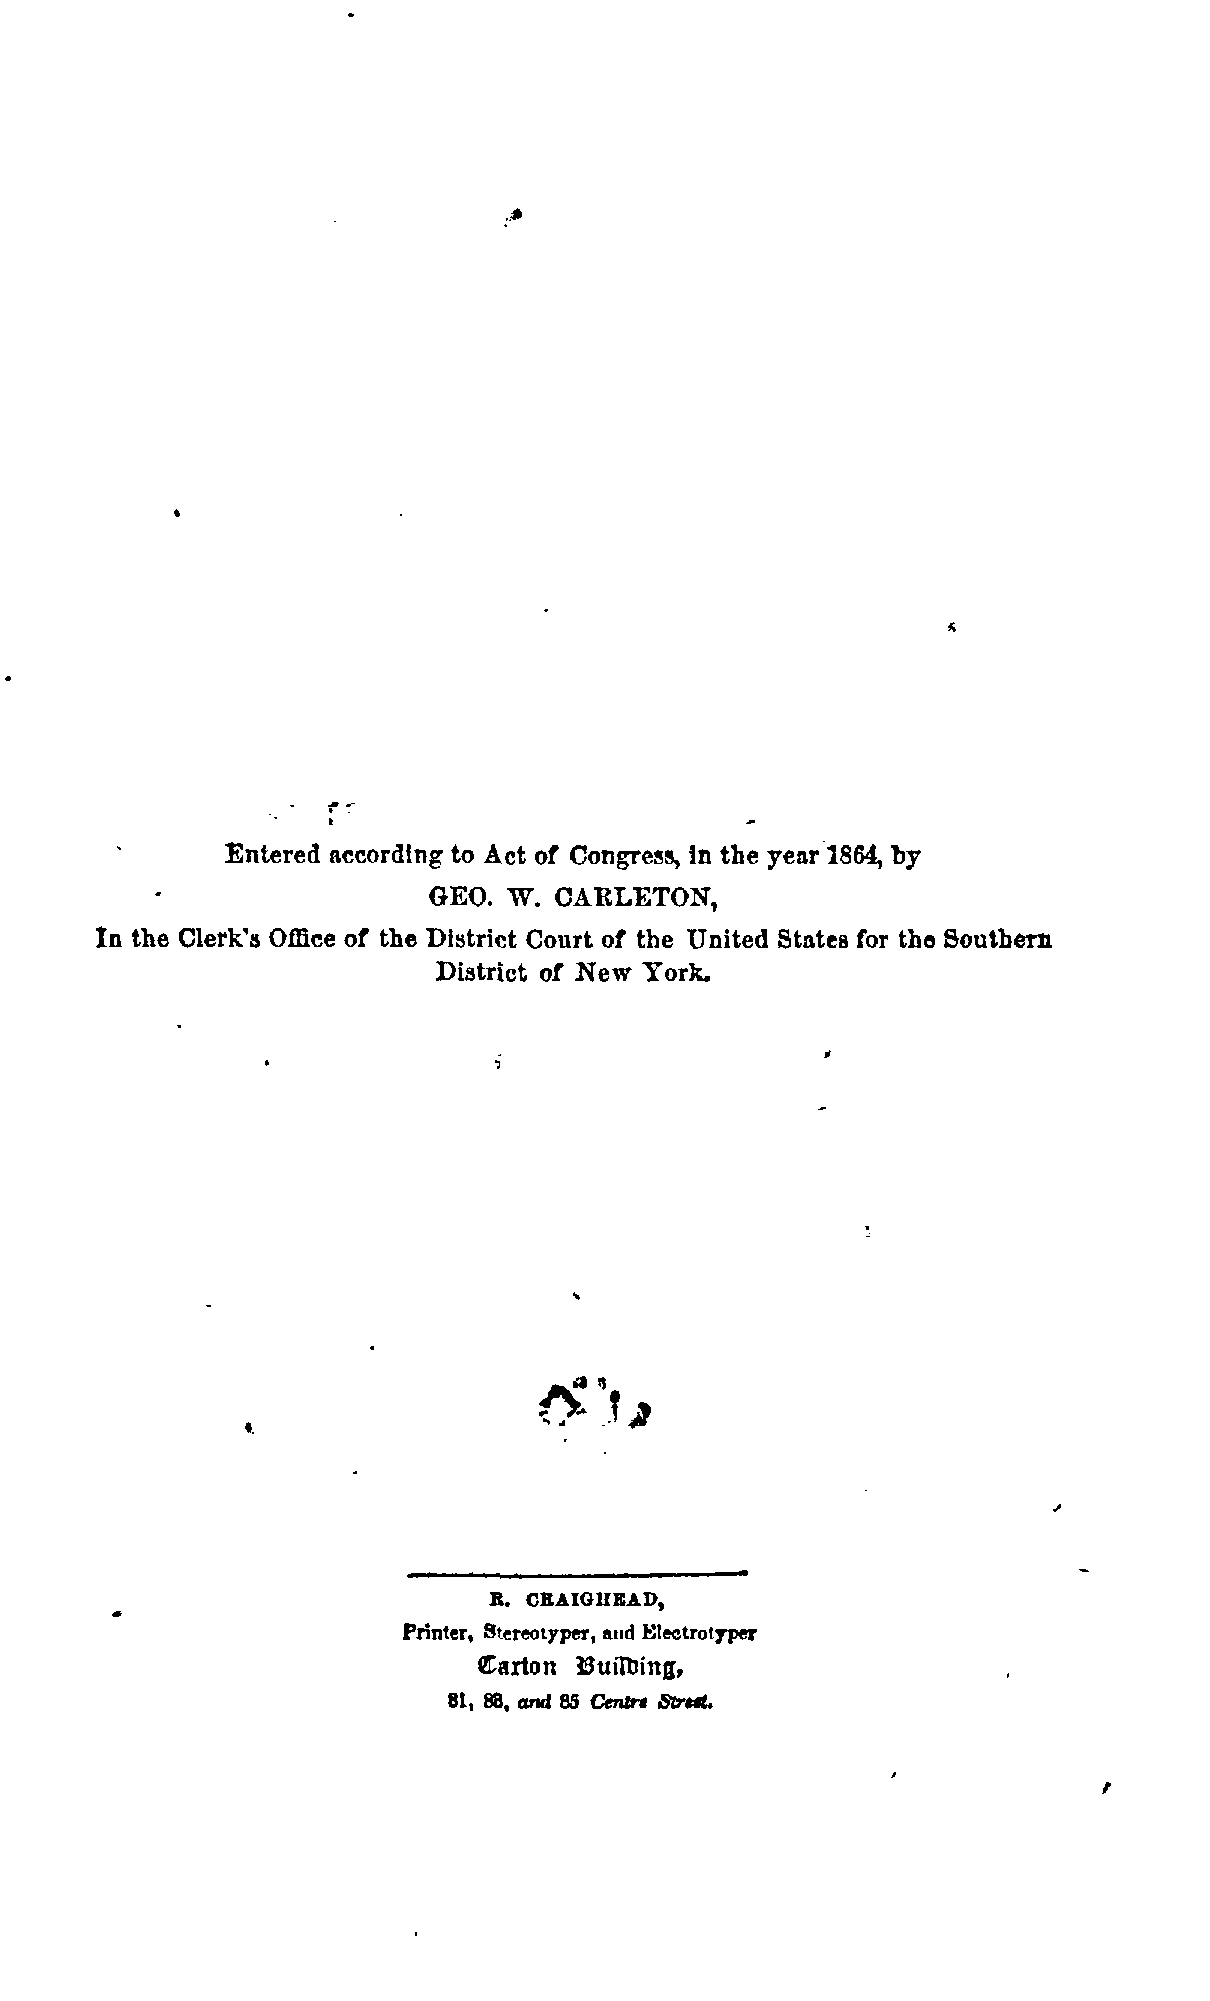 Entered according to Act of Congress, in the year 1864, by
GEO. W. CARLETON,
In the Clerk's Office of the District Court of the United States for the Southern
District of New York.
R. CRAIGHEAD,
Printer, Stereotyper, and Electrotyper
Carton Building,
81, 83, and 85 Centre Street.